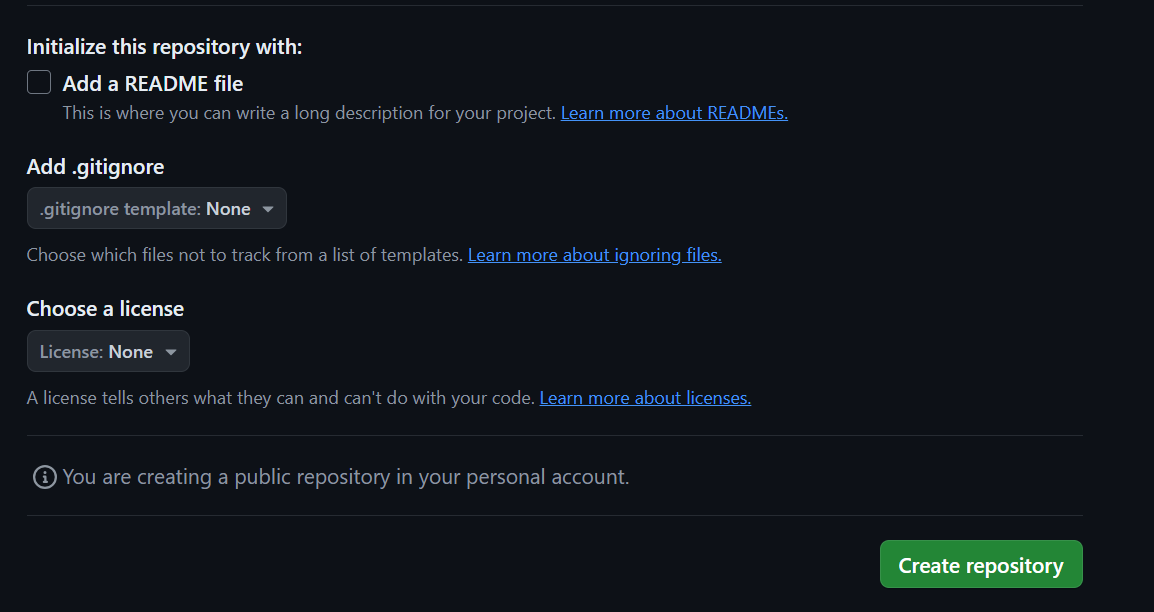 Initialize this repository with:
Add a README file
This is where you can write a long description for your project. Learn more about READMEs.
Add .gitignore
.gitignore template: None
Choose which files not to track from a list of templates. Learn more about ignoring files.
Choose a license
License: None
A license tells others what they can and can't do with your code. Learn more about licenses.
You are creating a public repository in your personal account.
Create repository